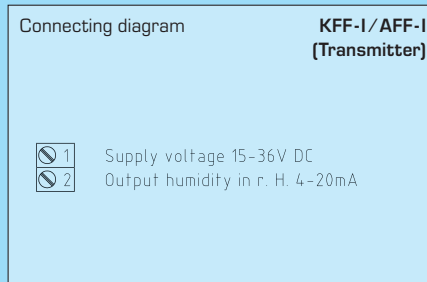 Connecting diagram KFF-I/AFF-I
(Transmitter)
1 Supply voltage 15-36V DC
2 Output humidity in r. H. 4-20mA